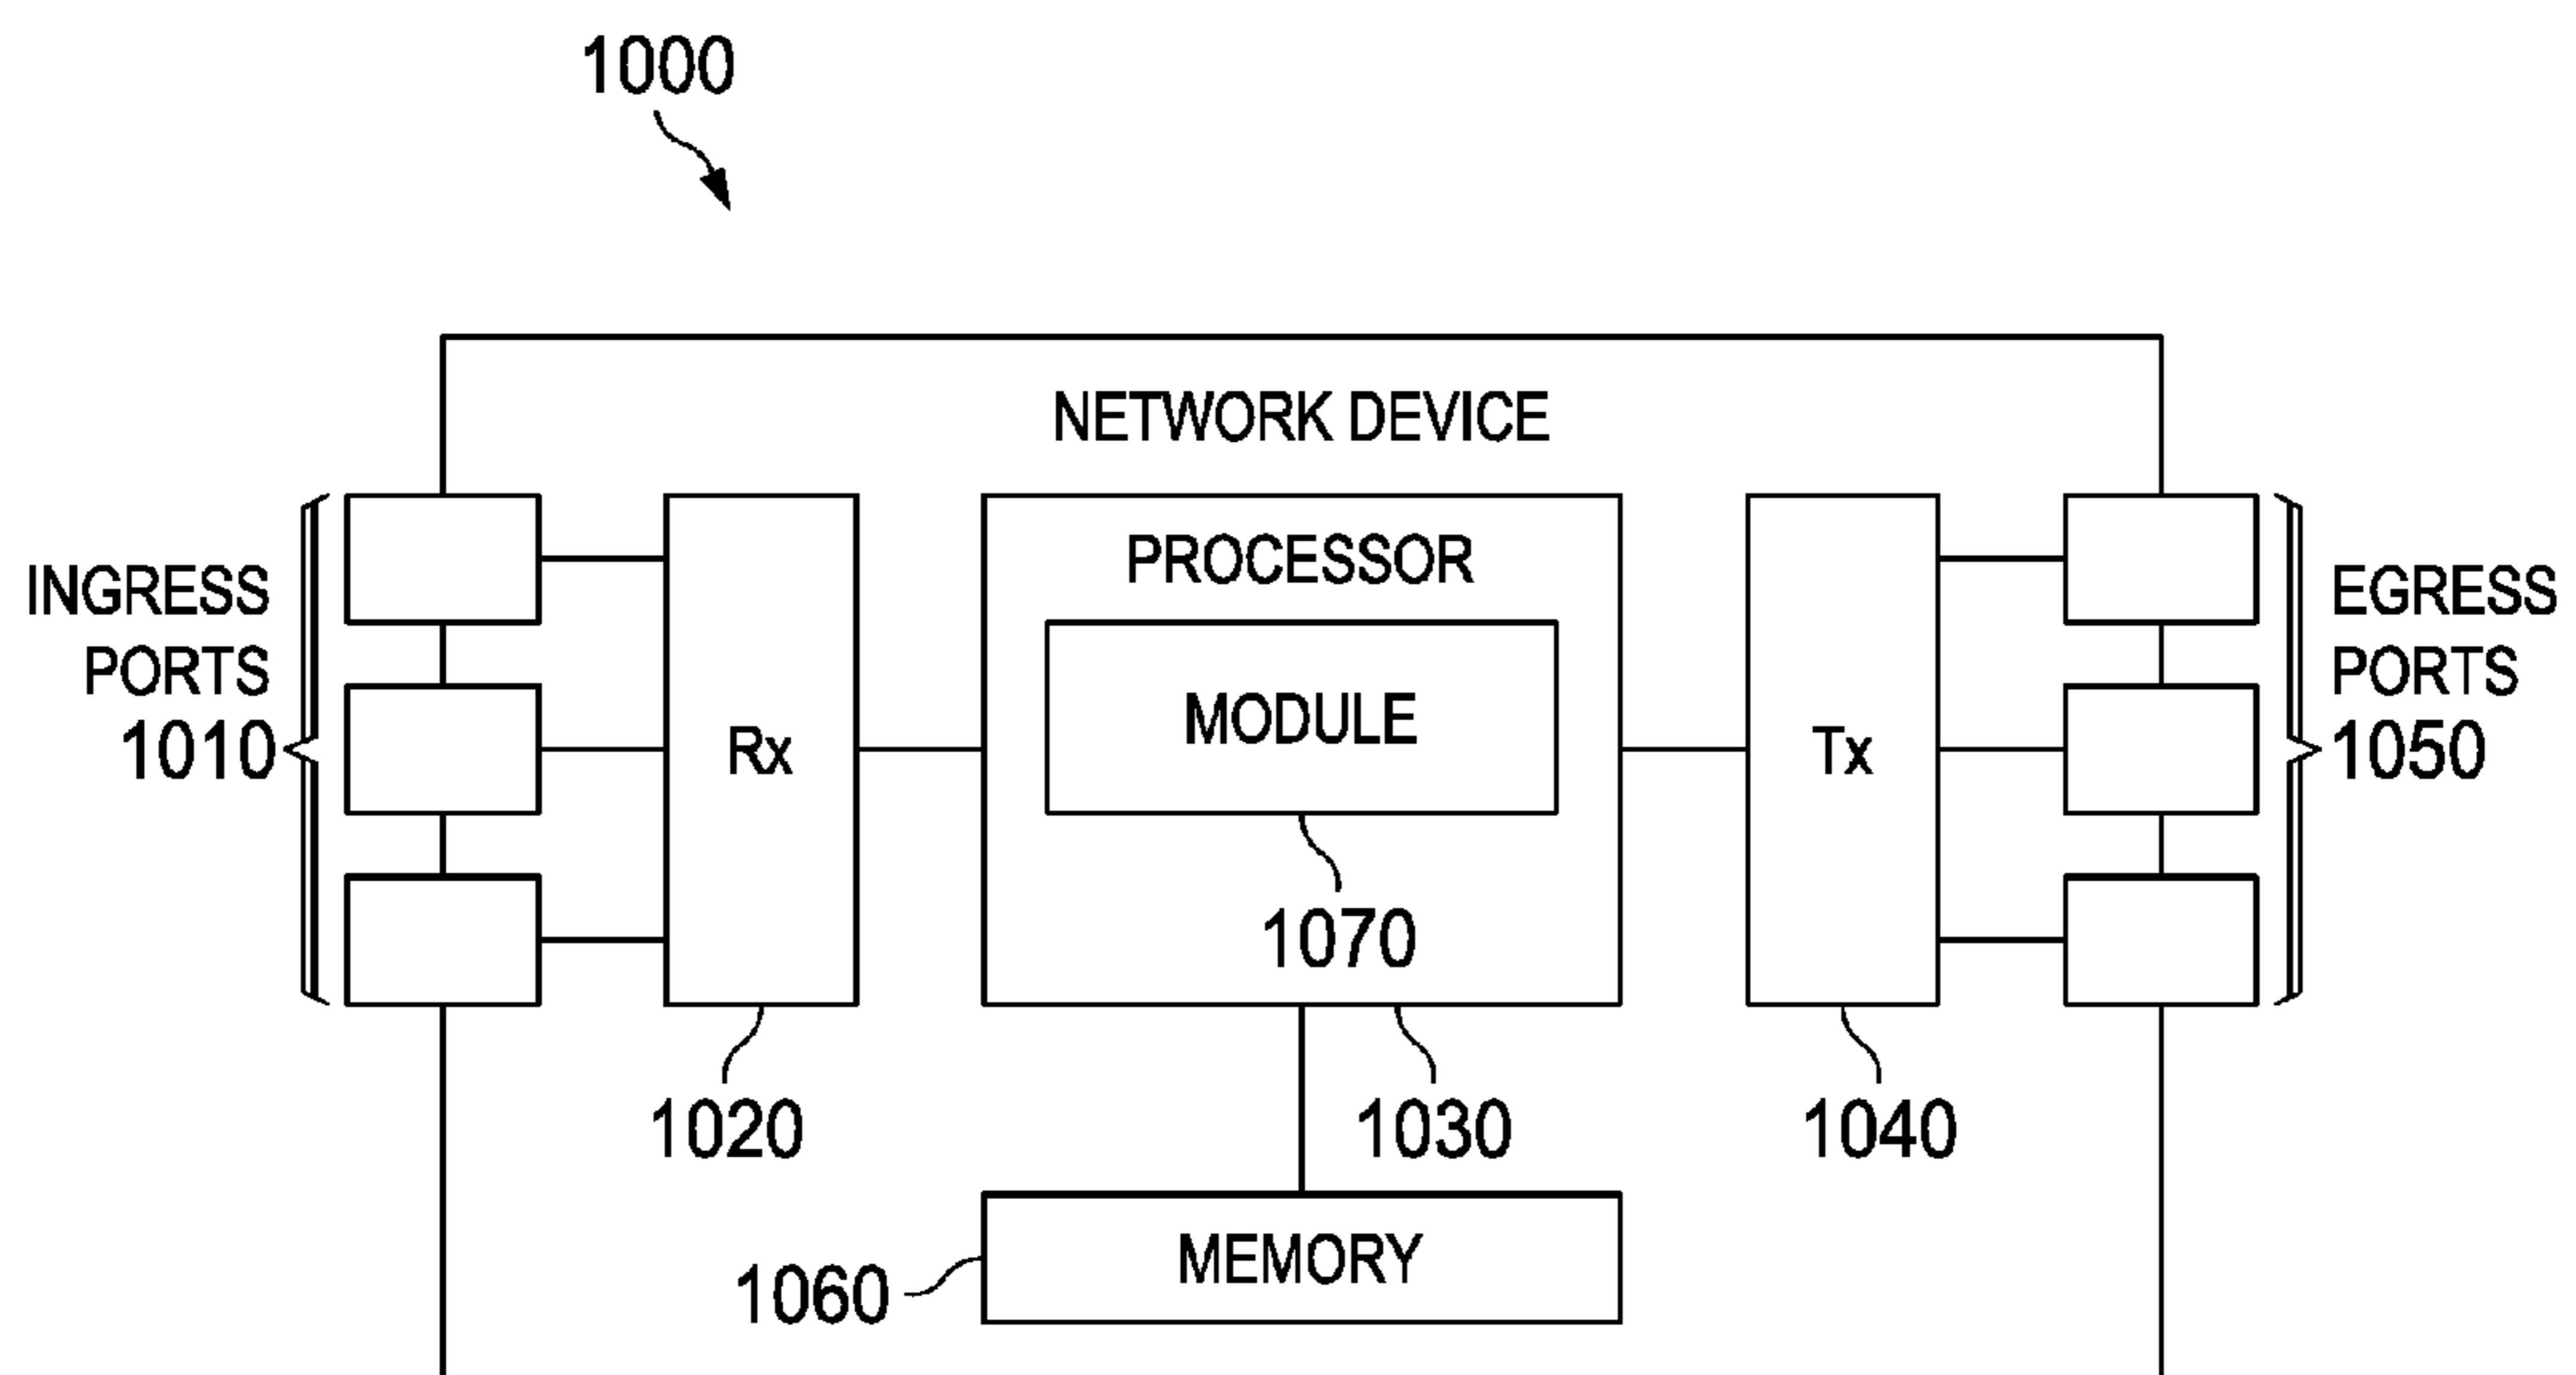 1000
NETWORK DEVICE
INGRESS
PORTS
1010
Rx
1020
PROCESSOR
MODULE
1070
1030
Tx
1040
EGRESS
PORTS
1050
MEMORY
1060